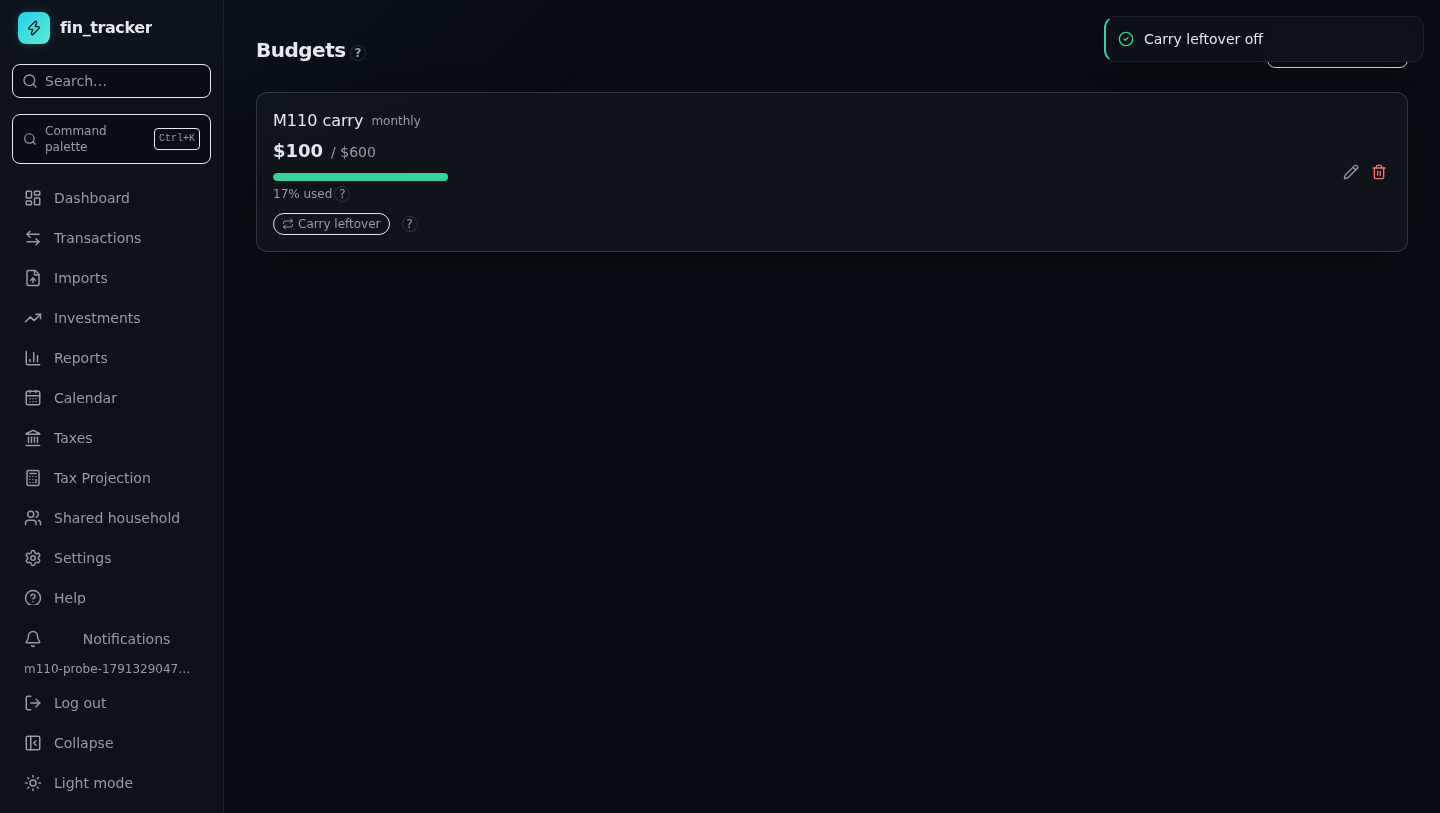 fin_tracker
Search…
Command
palette
Ctrl+K
Dashboard
Transactions
Imports
Investments
Reports
Calendar
Taxes
Tax Projection
Shared household
Settings
Help
Notifications
m110-probe-1791329047…
Log out
Collapse
Light mode
Budgets ?
Carry leftover off
M110 carry monthly
$100 / $600
17% used ?
Carry leftover ?